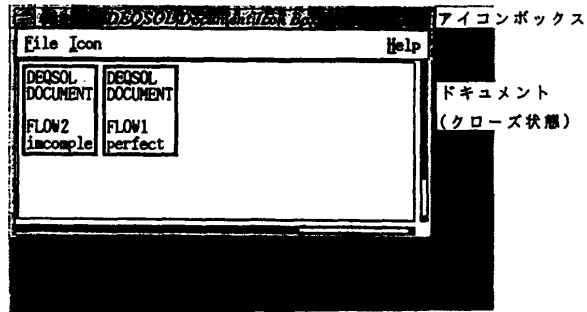 DEQSOL Document Icon Box
アイコンボックス
File Icon Help
DEQSOL DOCUMENT FLOW2 imcomple
DEQSOL DOCUMENT FLOW1 perfect
ドキュメント
(クローズ状態)